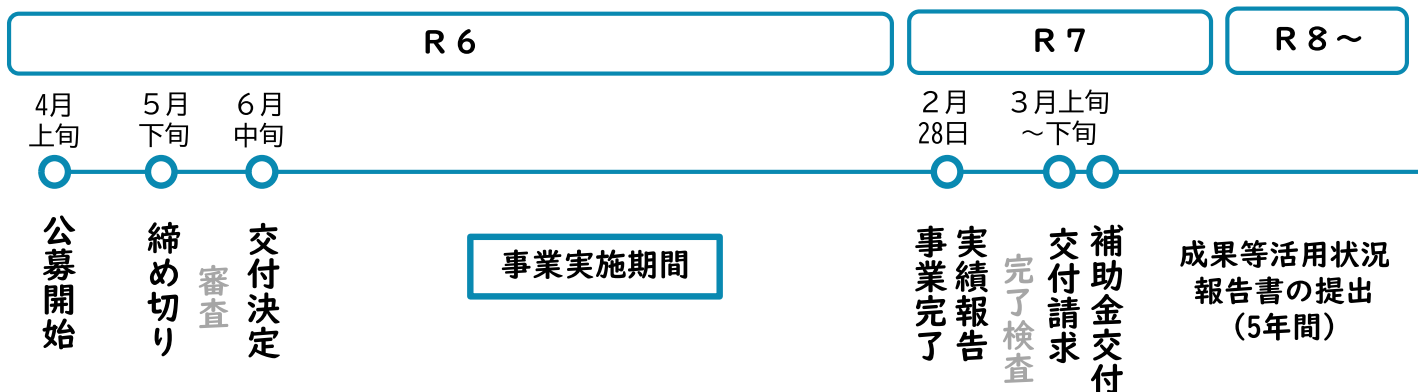 R６
R７
R８～
4月
上旬
５月
下旬
６月
中旬
２月
28日
３月上旬
～下旬
公募開始
締め切り
審査
交付決定
事業実施期間
事業完了
実績報告
完了検査
交付請求
補助金交付
成果等活用状況
報告書の提出
（5年間）